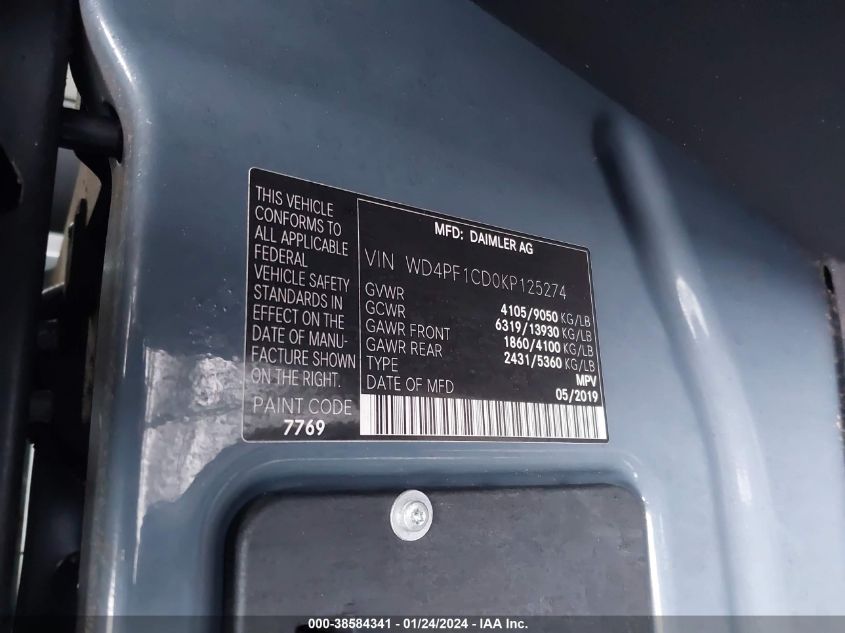 THIS VEHICLE
CONFORMS TO
ALL APPLICABLE
FEDERAL
VEHICLE SAFETY
STANDARDS IN
EFFECT ON THE
DATE OF MANU-
FACTURE SHOWN
ON THE RIGHT.
PAINT CODE
7769
MFD: DAIMLER AG
VIN WD4PF1CD0KP125274
GVWR 4105/9050 KG/LB
GCWR 6319/13930 KG/LB
GAWR FRONT 1860/4100 KG/LB
GAWR REAR 2431/5360 KG/LB
TYPE MPV
DATE OF MFD 05/2019
000-38584341 | 01/24/2024 | IAA Inc.